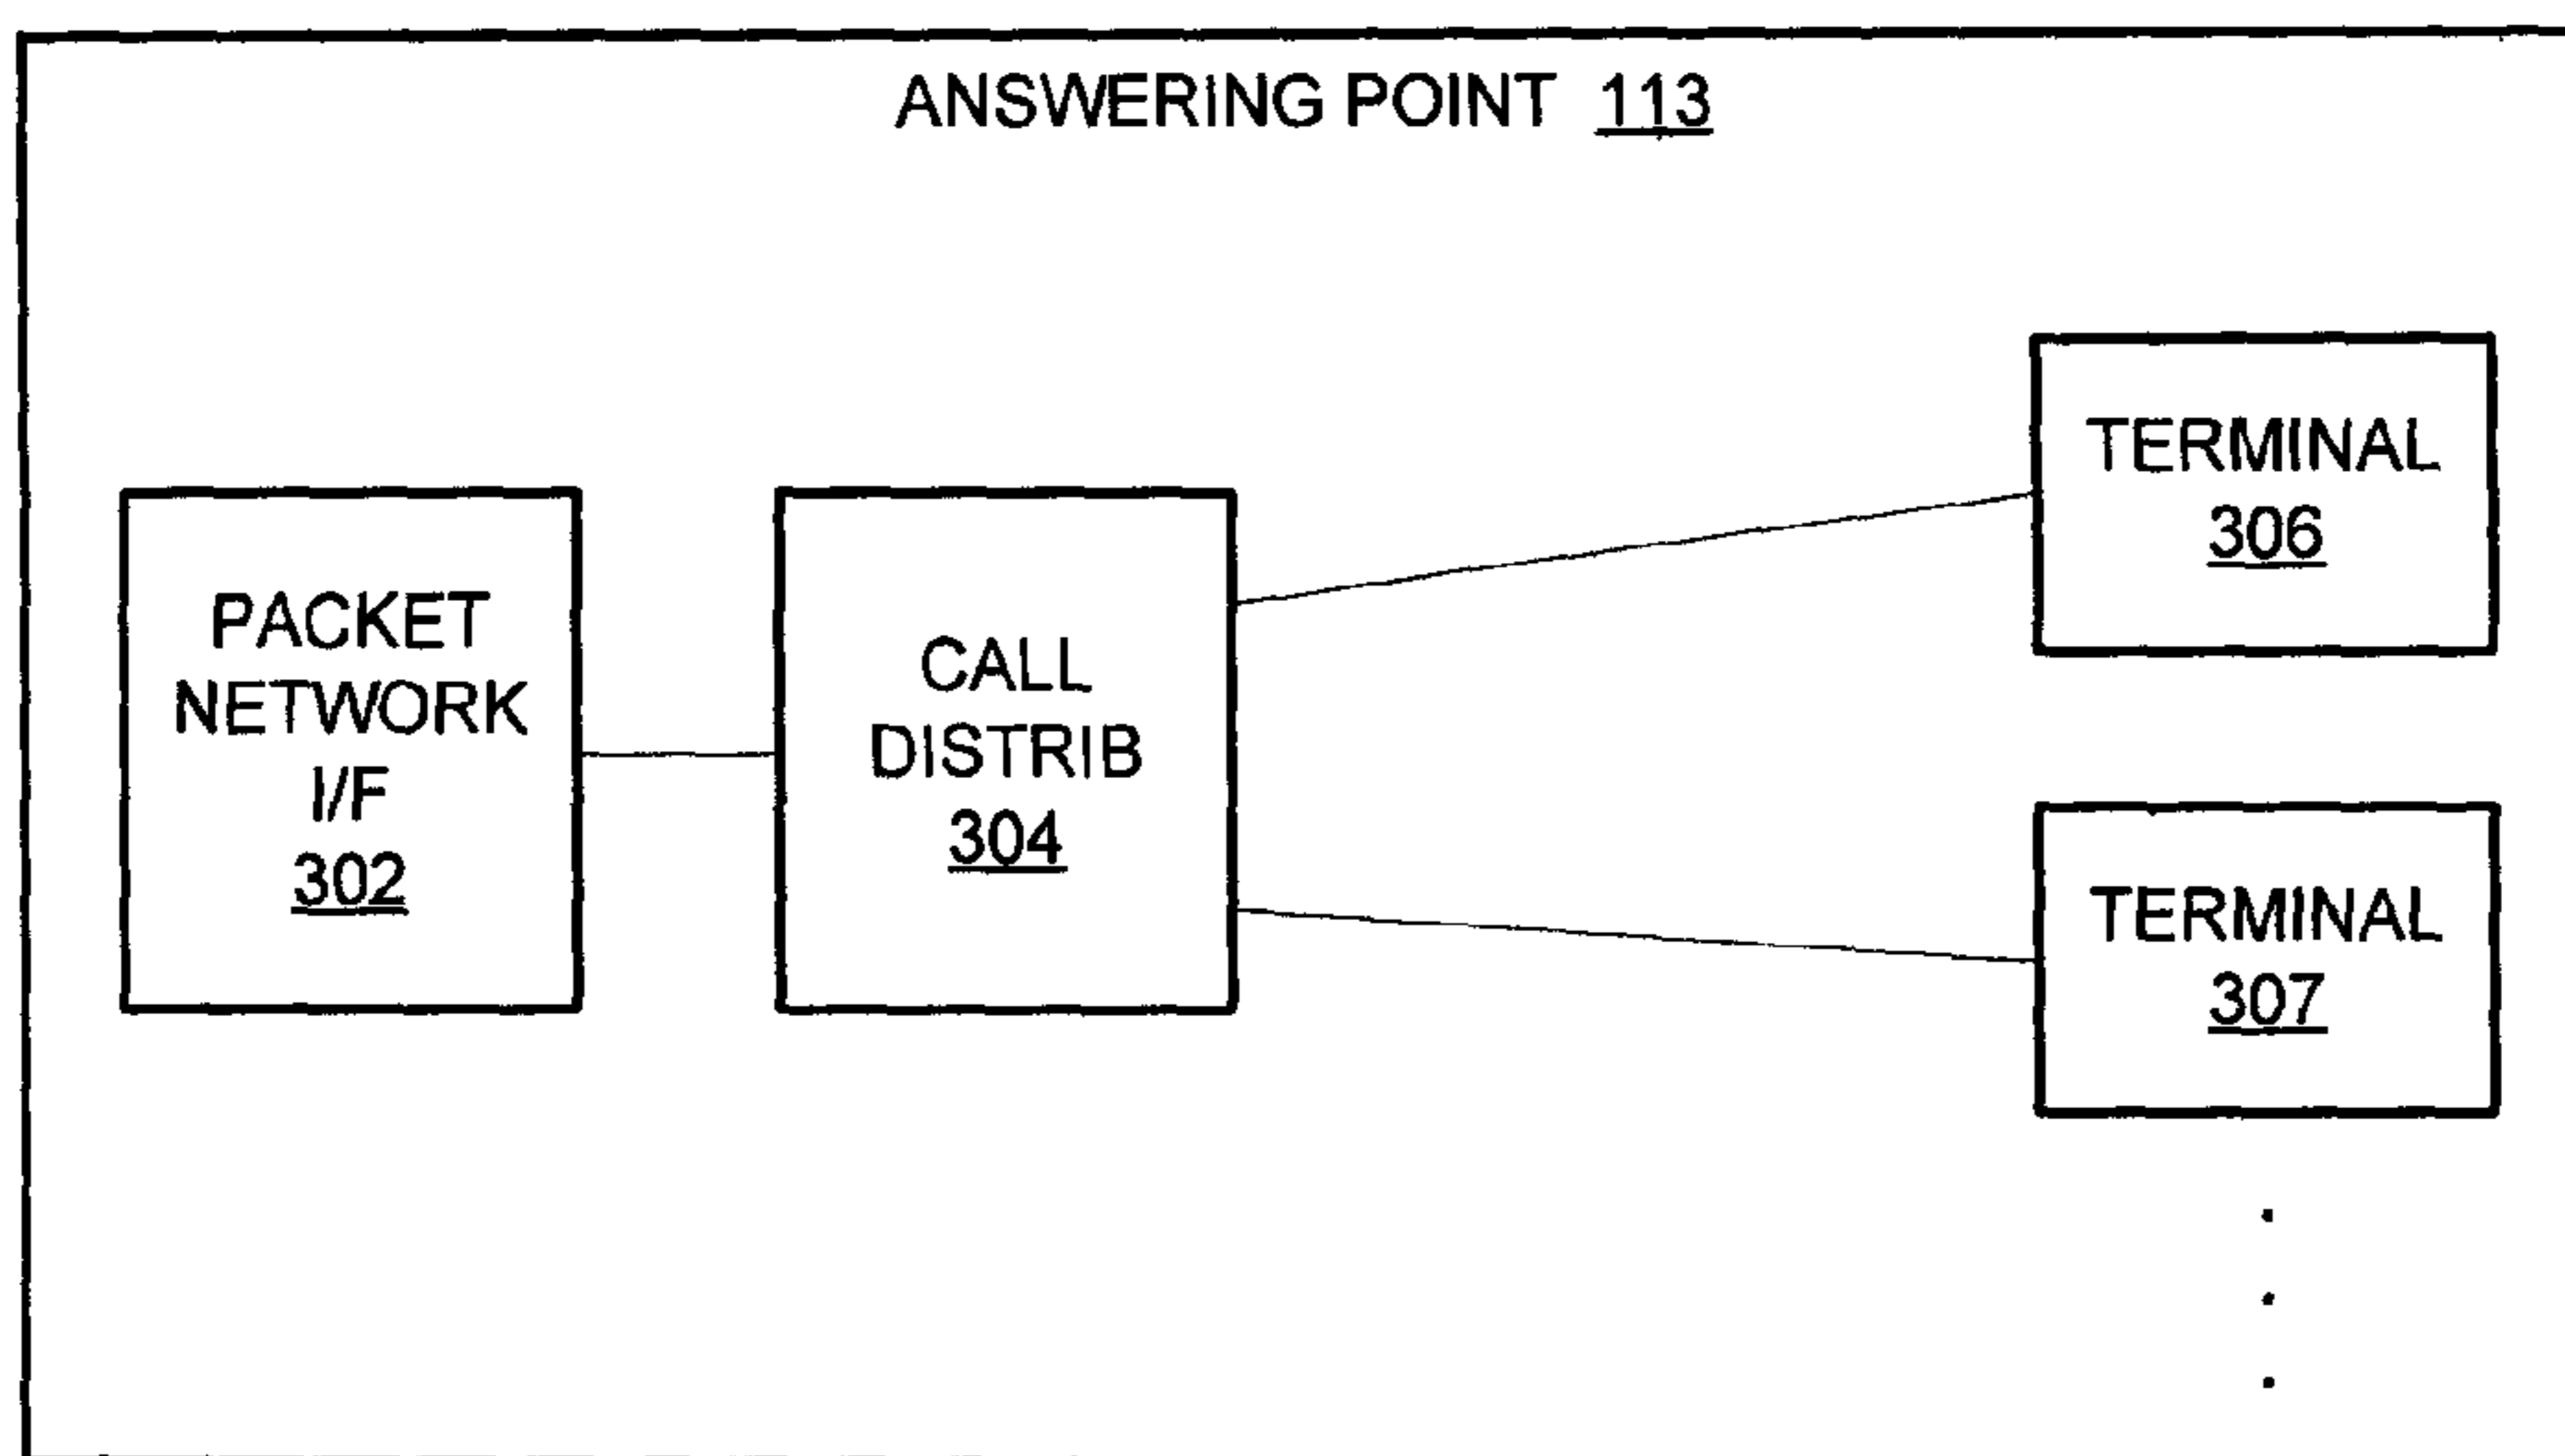 ANSWERING POINT 113
PACKET
NETWORK
I/F
302
CALL
DISTRIB
304
TERMINAL
306
TERMINAL
307